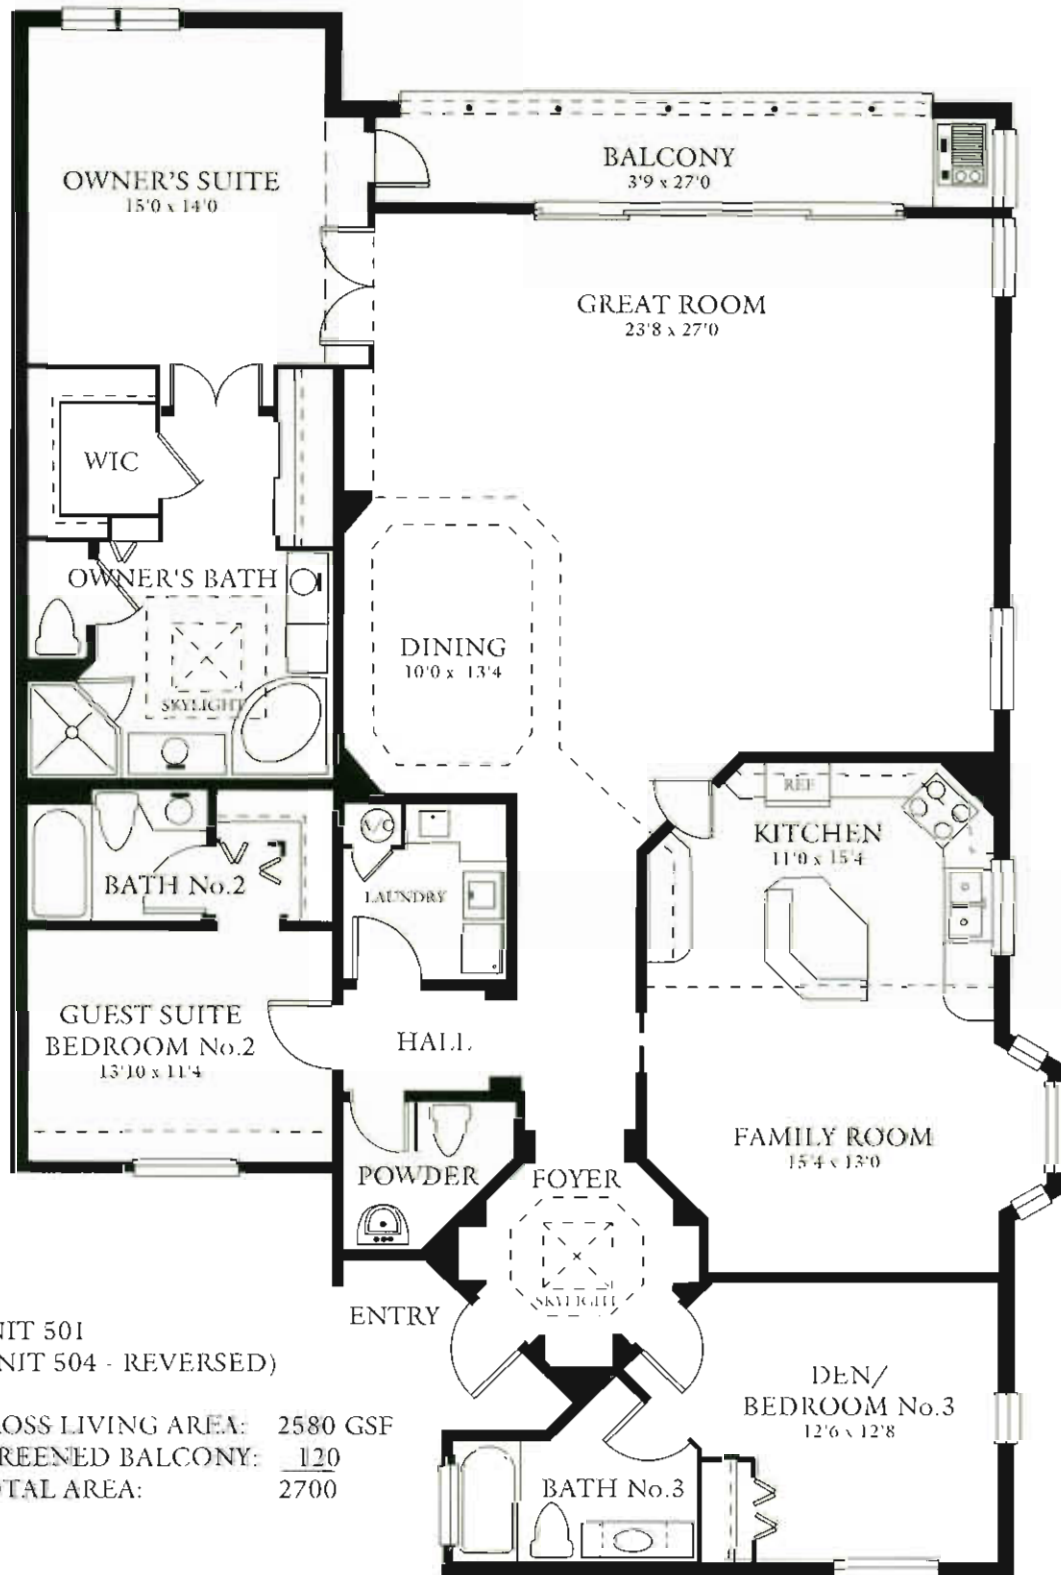 OWNER'S SUITE
15'0 x 14'0
BALCONY
3'9 x 27'0
GREAT ROOM
23'8 x 27'0
WIC
OWNER'S BATH
SKYLIGHT
DINING
10'0 x 13'4
REF
KITCHEN
11'0 x 15'4
A/C
LAUNDRY
BATH No.2
GUEST SUITE
BEDROOM No.2
13'10 x 11'4
HALL
FAMILY ROOM
15'4 x 13'0
POWDER
FOYER
SKYLIGHT
ENTRY
NIT 501
NIT 504 - REVERSED)
OSS LIVING AREA: 2580 GSF
REENED BALCONY: 120
OTAL AREA: 2700
DEN/
BEDROOM No.3
12'6 x 12'8
BATH No.3